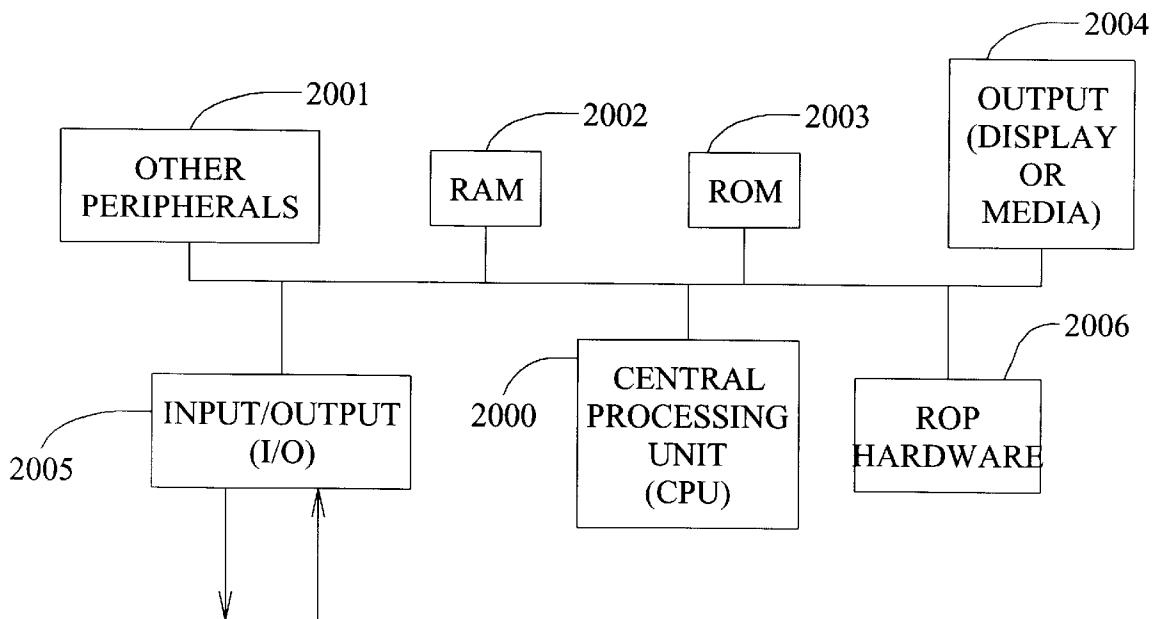 2001
OTHER
PERIPHERALS
2002
RAM
2003
ROM
2004
OUTPUT
(DISPLAY
OR
MEDIA)
2005
INPUT/OUTPUT
(I/O)
2000
CENTRAL
PROCESSING
UNIT
(CPU)
2006
ROP
HARDWARE